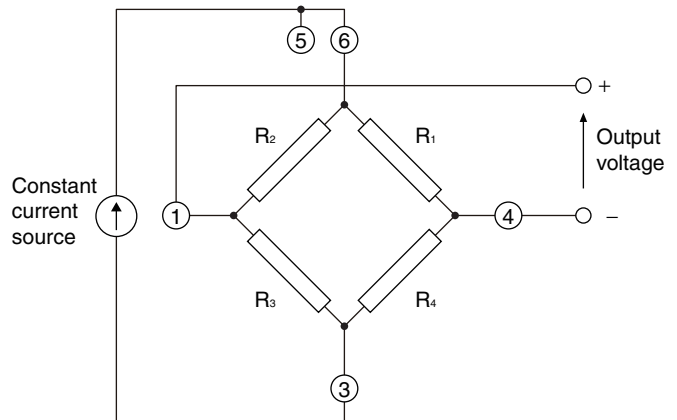 5
6
+
R2
R1
Output
voltage
Constant
current
source
1
4
−
R3
R4
3